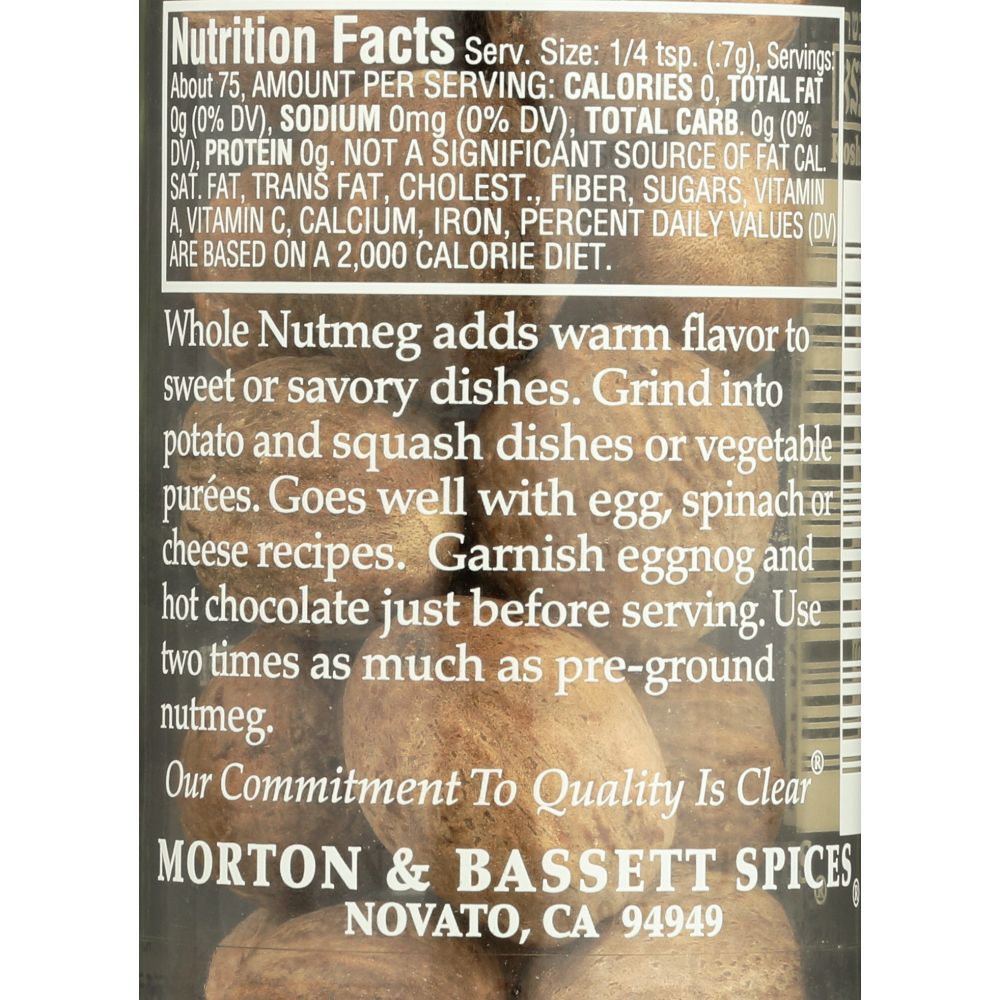 Nutrition Facts Serv. Size: 1/4 tsp. (.7g), Servings:
About 75, AMOUNT PER SERVING: CALORIES 0, TOTAL FAT
0g (0% DV), SODIUM 0mg (0% DV), TOTAL CARB. 0g (0%
DV), PROTEIN 0g. NOT A SIGNIFICANT SOURCE OF FAT CAL.
SAT. FAT, TRANS FAT, CHOLEST., FIBER, SUGARS, VITAMIN
A, VITAMIN C, CALCIUM, IRON, PERCENT DAILY VALUES (DV)
ARE BASED ON A 2,000 CALORIE DIET.
Whole Nutmeg adds warm flavor to
sweet or savory dishes. Grind into
potato and squash dishes or vegetable
purées. Goes well with egg, spinach or
cheese recipes. Garnish eggnog and
hot chocolate just before serving. Use
two times as much as pre-ground
nutmeg.
Our Commitment To Quality Is Clear®
MORTON & BASSETT SPICES®
NOVATO, CA 94949